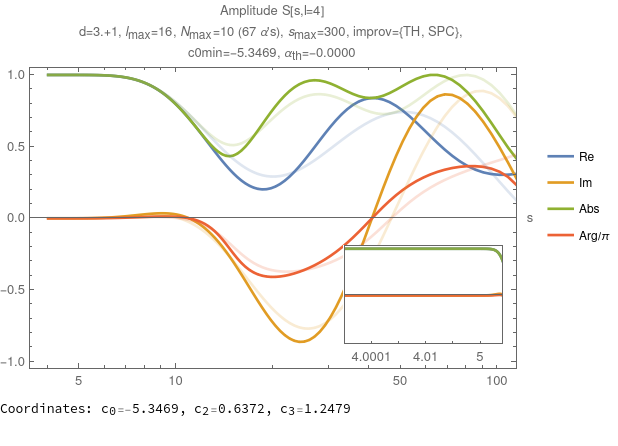 Amplitude S[s,l=4]
d=3.+1, lmax=16, Nmax=10 (67 α's), smax=300, improv={TH, SPC},
c0min=−5.3469, αth=−0.0000
1.0
0.5
0.0
−0.5
−1.0
s
Re
Im
Abs
Arg/π
4.0001 4.01 5
5 10 50 100
Coordinates: c0=-5.3469, c2=0.6372, c3=1.2479